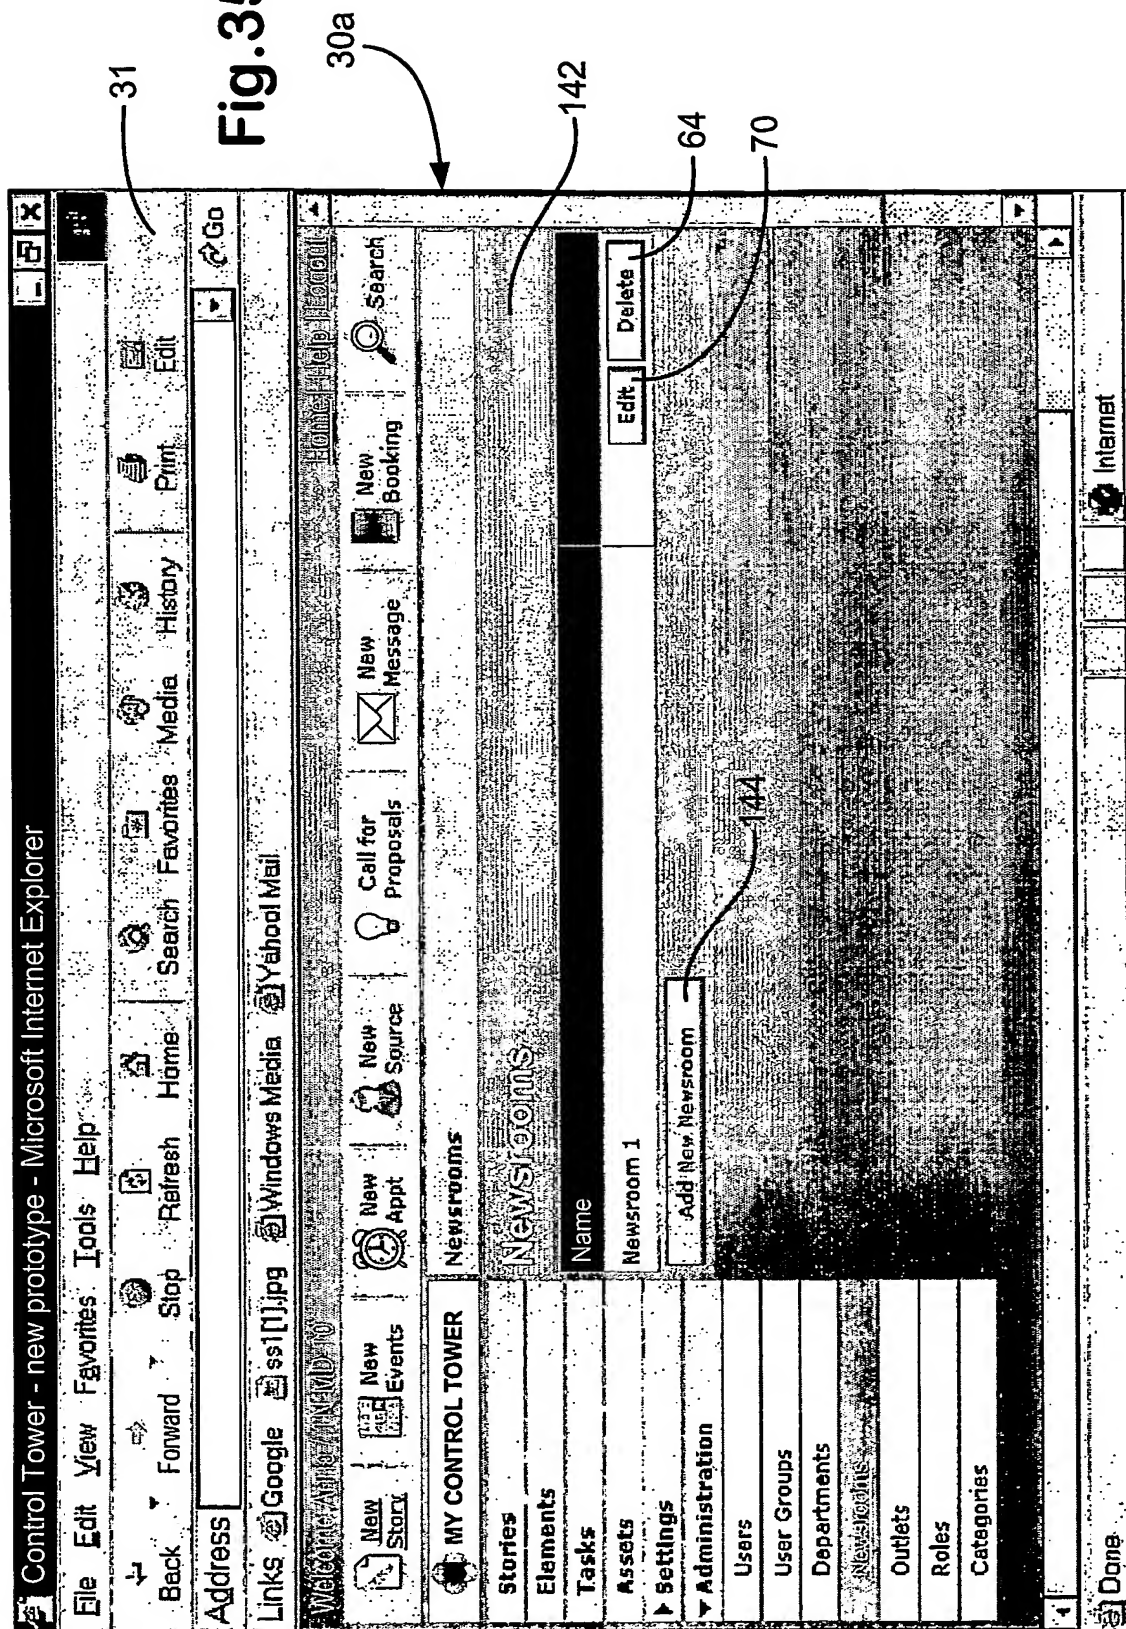 Control Tower - new prototype - Microsoft Internet Explorer
File Edit View Favorites Tools Help
Back Forward Stop Refresh Home Search Favorites Media History Print Edit
Address Go
Links Google ss1[1].jpg Windows Media Yahoo! Mail
Home | Help | Logout
New Story
New Events
New Appt
New Source
Call for Proposals
New Message
New Booking
Search
MY CONTROL TOWER
Stories
Elements
Tasks
Assets
Settings
Administration
Users
User Groups
Departments
Newsrooms
Outlets
Roles
Categories
Newsrooms
Newsrooms
Name
Newsroom 1 Edit Delete
Add New Newsroom
Done Internet
31
30a
142
64
70
144